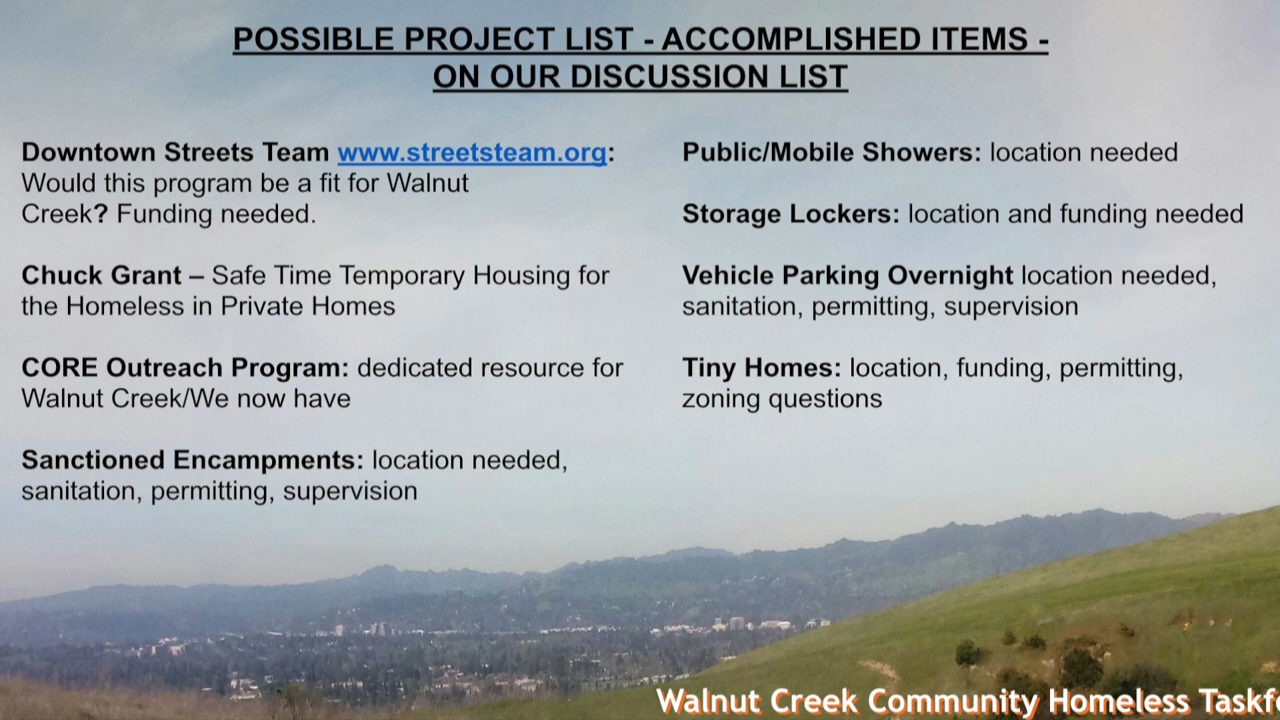 POSSIBLE PROJECT LIST - ACCOMPLISHED ITEMS -
ON OUR DISCUSSION LIST
Downtown Streets Team www.streetsteam.org:
Would this program be a fit for Walnut
Creek? Funding needed.
Chuck Grant – Safe Time Temporary Housing for
the Homeless in Private Homes
CORE Outreach Program: dedicated resource for
Walnut Creek/We now have
Sanctioned Encampments: location needed,
sanitation, permitting, supervision
Public/Mobile Showers: location needed
Storage Lockers: location and funding needed
Vehicle Parking Overnight location needed,
sanitation, permitting, supervision
Tiny Homes: location, funding, permitting,
zoning questions
Walnut Creek Community Homeless